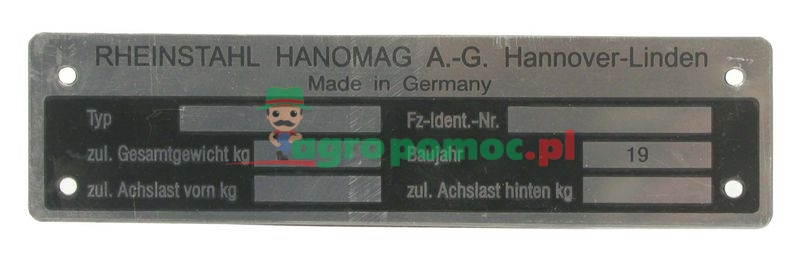 RHEINSTAHL HANOMAG A.-G. Hannover-Linden
Made in Germany
Typ Fz-Ident.-Nr.
zul. Gesamtgewicht kg Baujahr 19
agropomoc.pl
zul. Achslast vorn kg zul. Achslast hinten kg